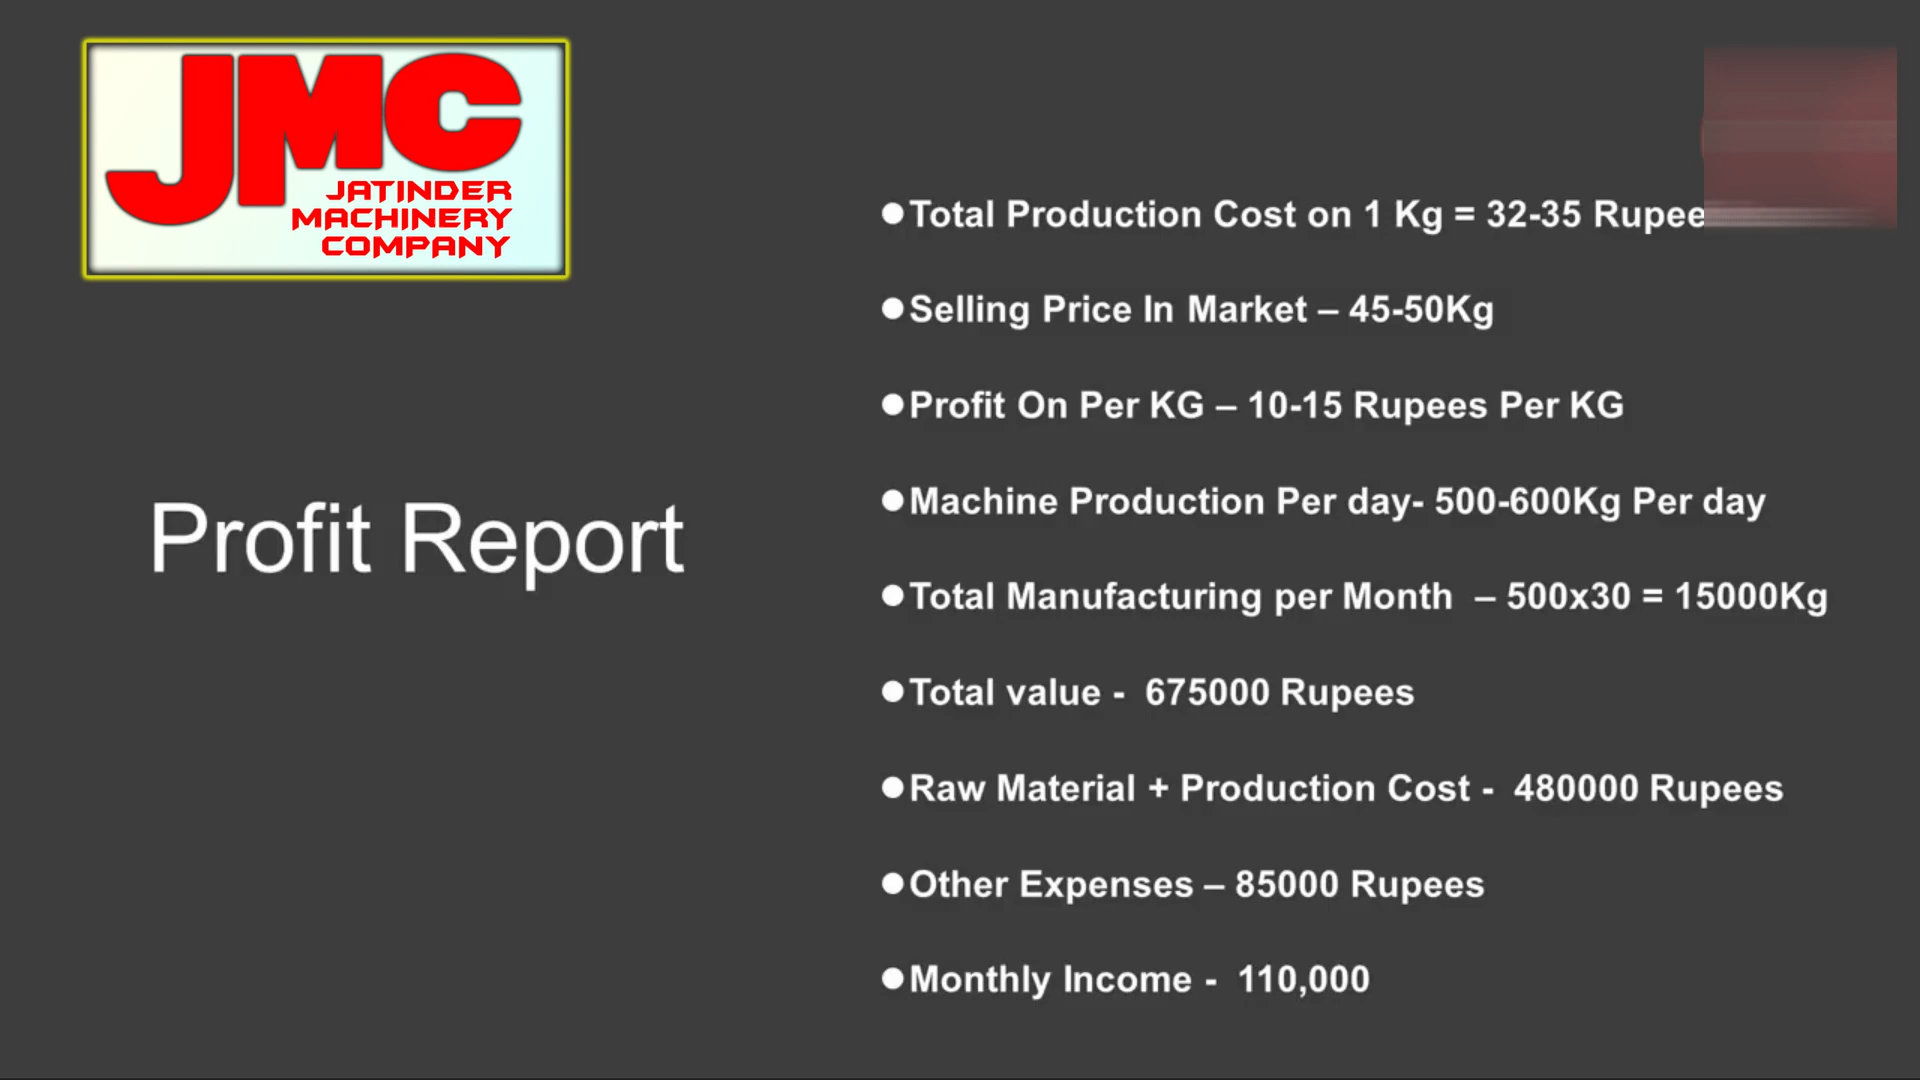 JMC
JATINDER
MACHINERY
COMPANY
Profit Report
●Total Production Cost on 1 Kg = 32-35 Rupee
●Selling Price In Market – 45-50Kg
●Profit On Per KG – 10-15 Rupees Per KG
●Machine Production Per day- 500-600Kg Per day
●Total Manufacturing per Month – 500x30 = 15000Kg
●Total value - 675000 Rupees
●Raw Material + Production Cost - 480000 Rupees
●Other Expenses – 85000 Rupees
●Monthly Income - 110,000